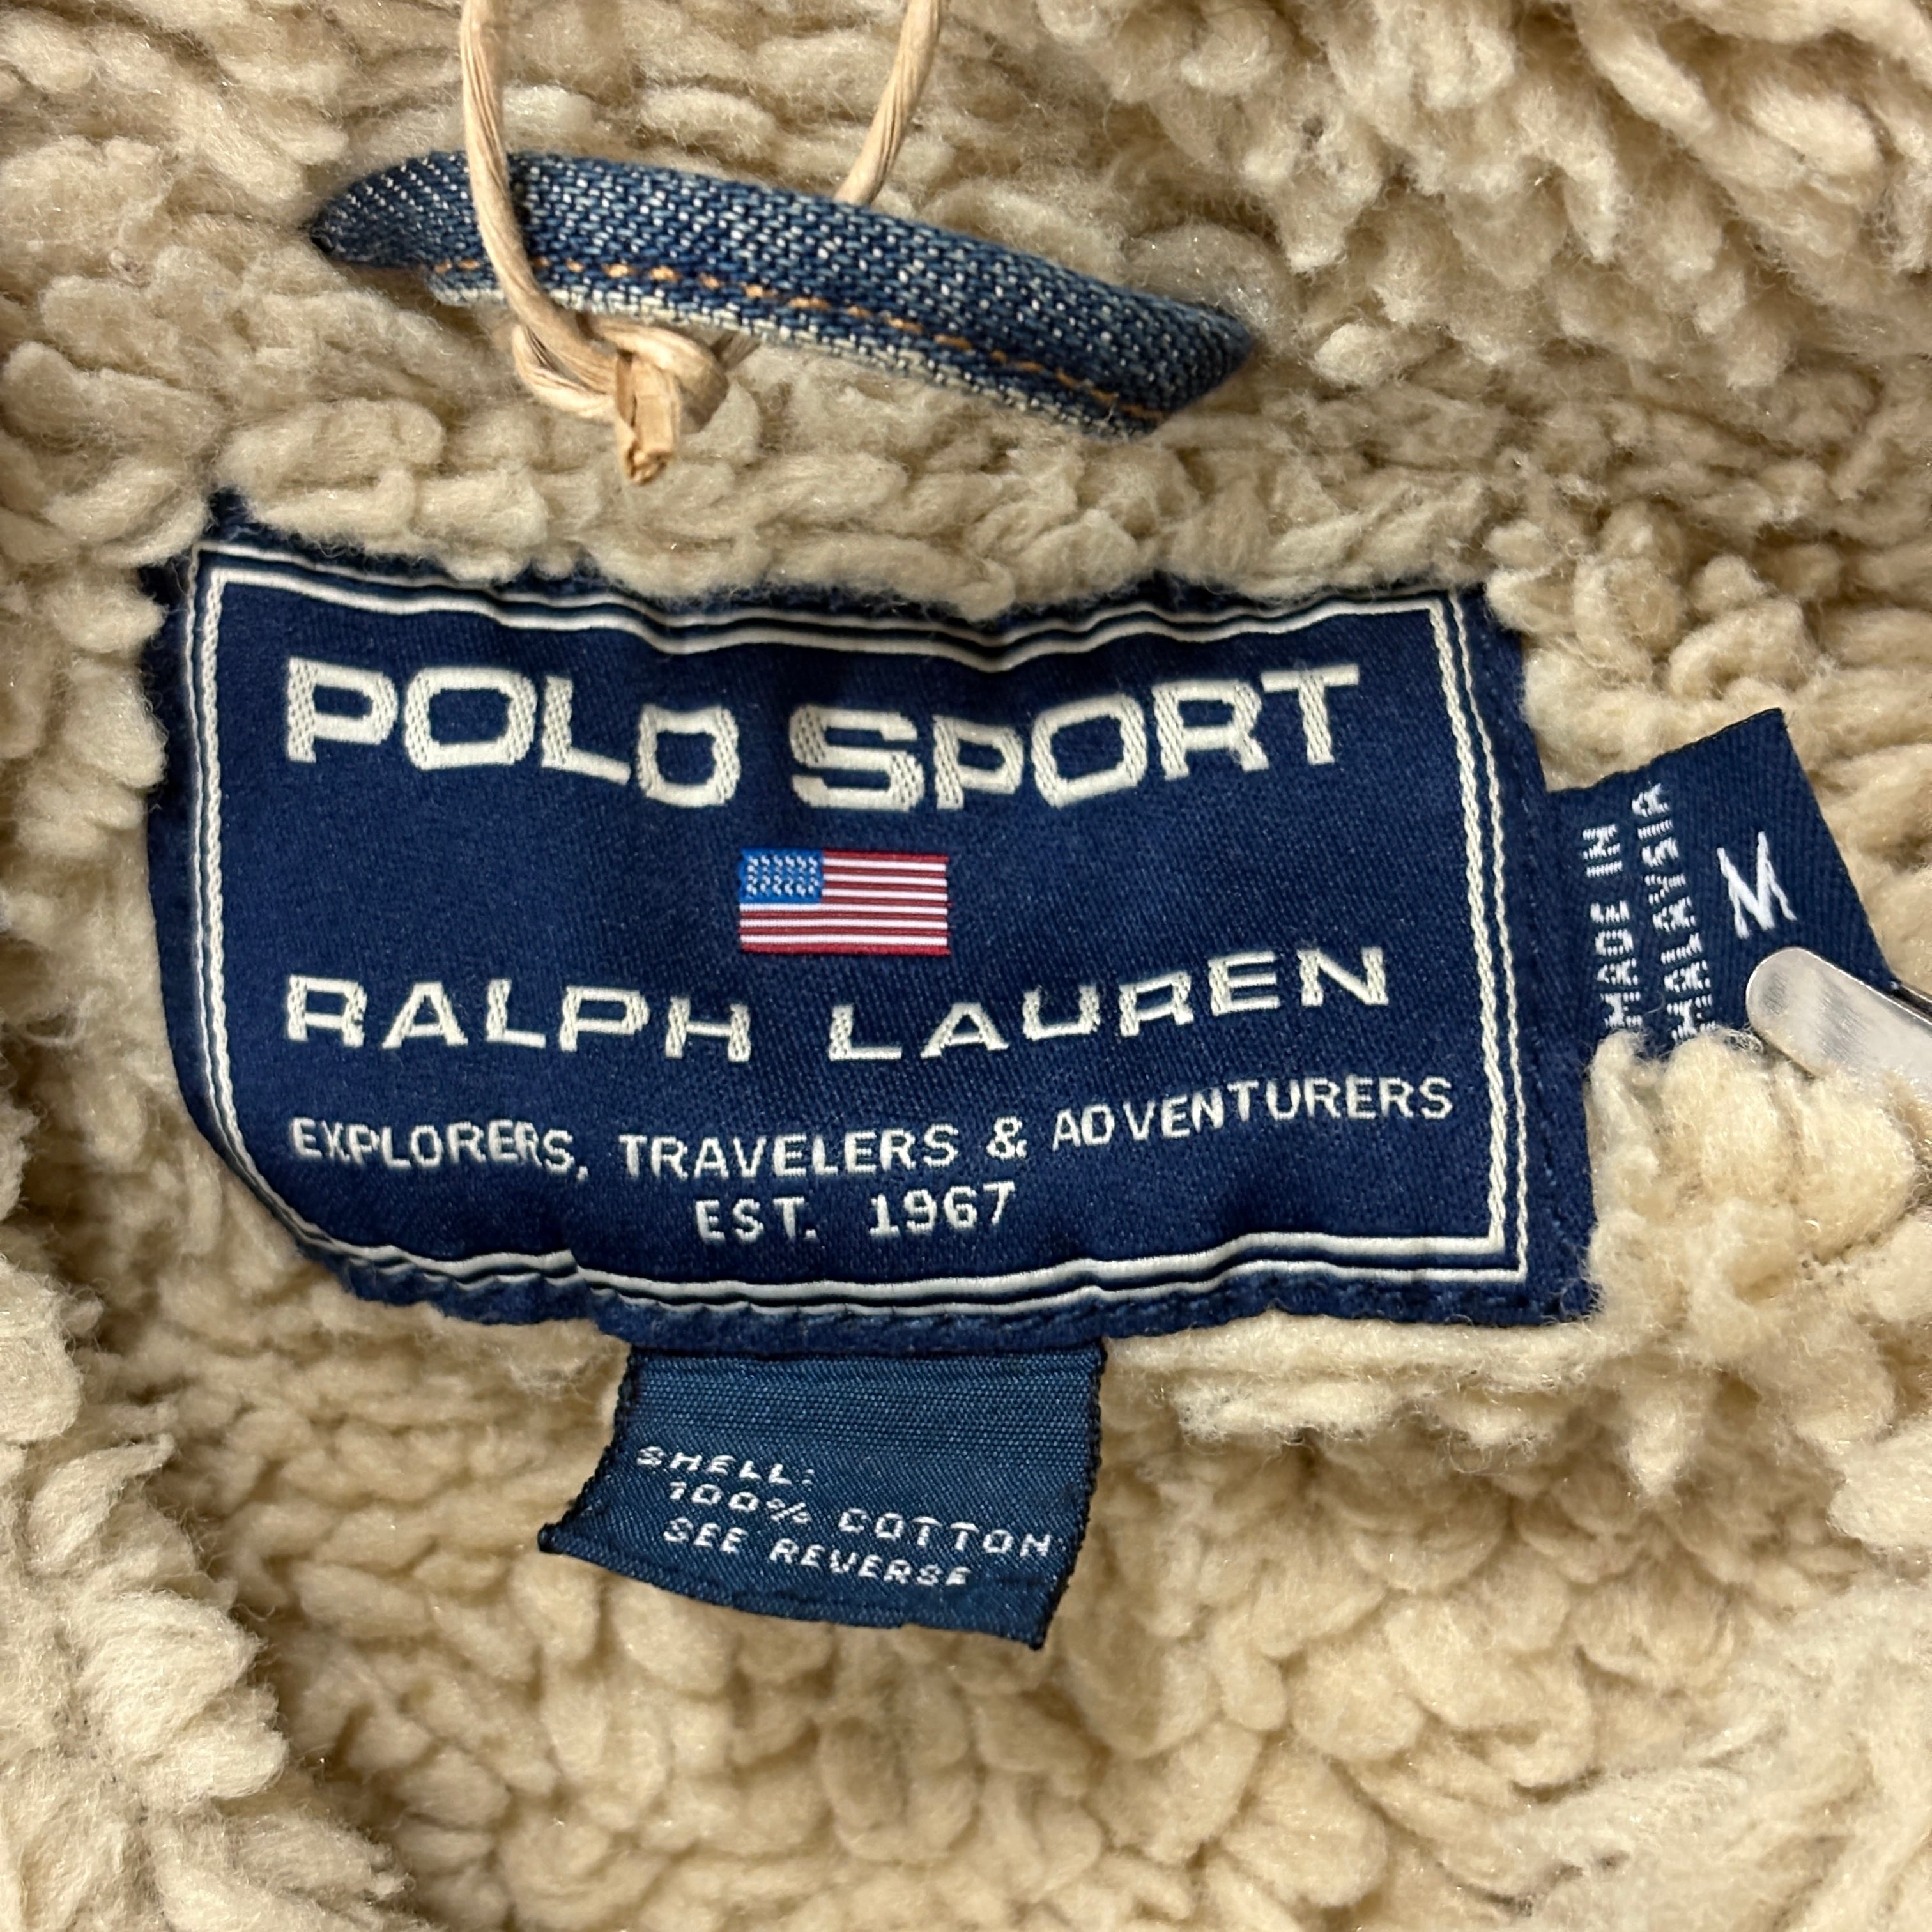 POLO SPORT
RALPH LAUREN
EXPLORERS, TRAVELERS & ADVENTURERS
EST. 1967
MADE IN
MALAYSIA
M
SHELL:
100% COTTON
SEE REVERSE